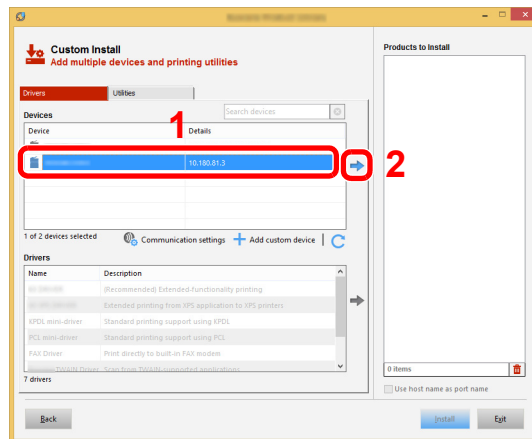 Custom Install
Add multiple devices and printing utilities
Products to Install
Drivers
Utilities
Devices
Search devices
1
Device
Details
10.180.81.3
2
1 of 2 devices selected
Communication settings
Add custom device
Drivers
Name
Description
(Recommended) Extended-functionality printing
Extended printing from XPS application to XPS printers
KPDL mini-driver
Standard printing support using KPDL
PCL mini-driver
Standard printing support using PCL
FAX Driver
Print directly to built-in FAX modem
TWAIN Driver
Scan from TWAIN-supported applications
7 drivers
0 items
Use host name as port name
Back
Install
Exit